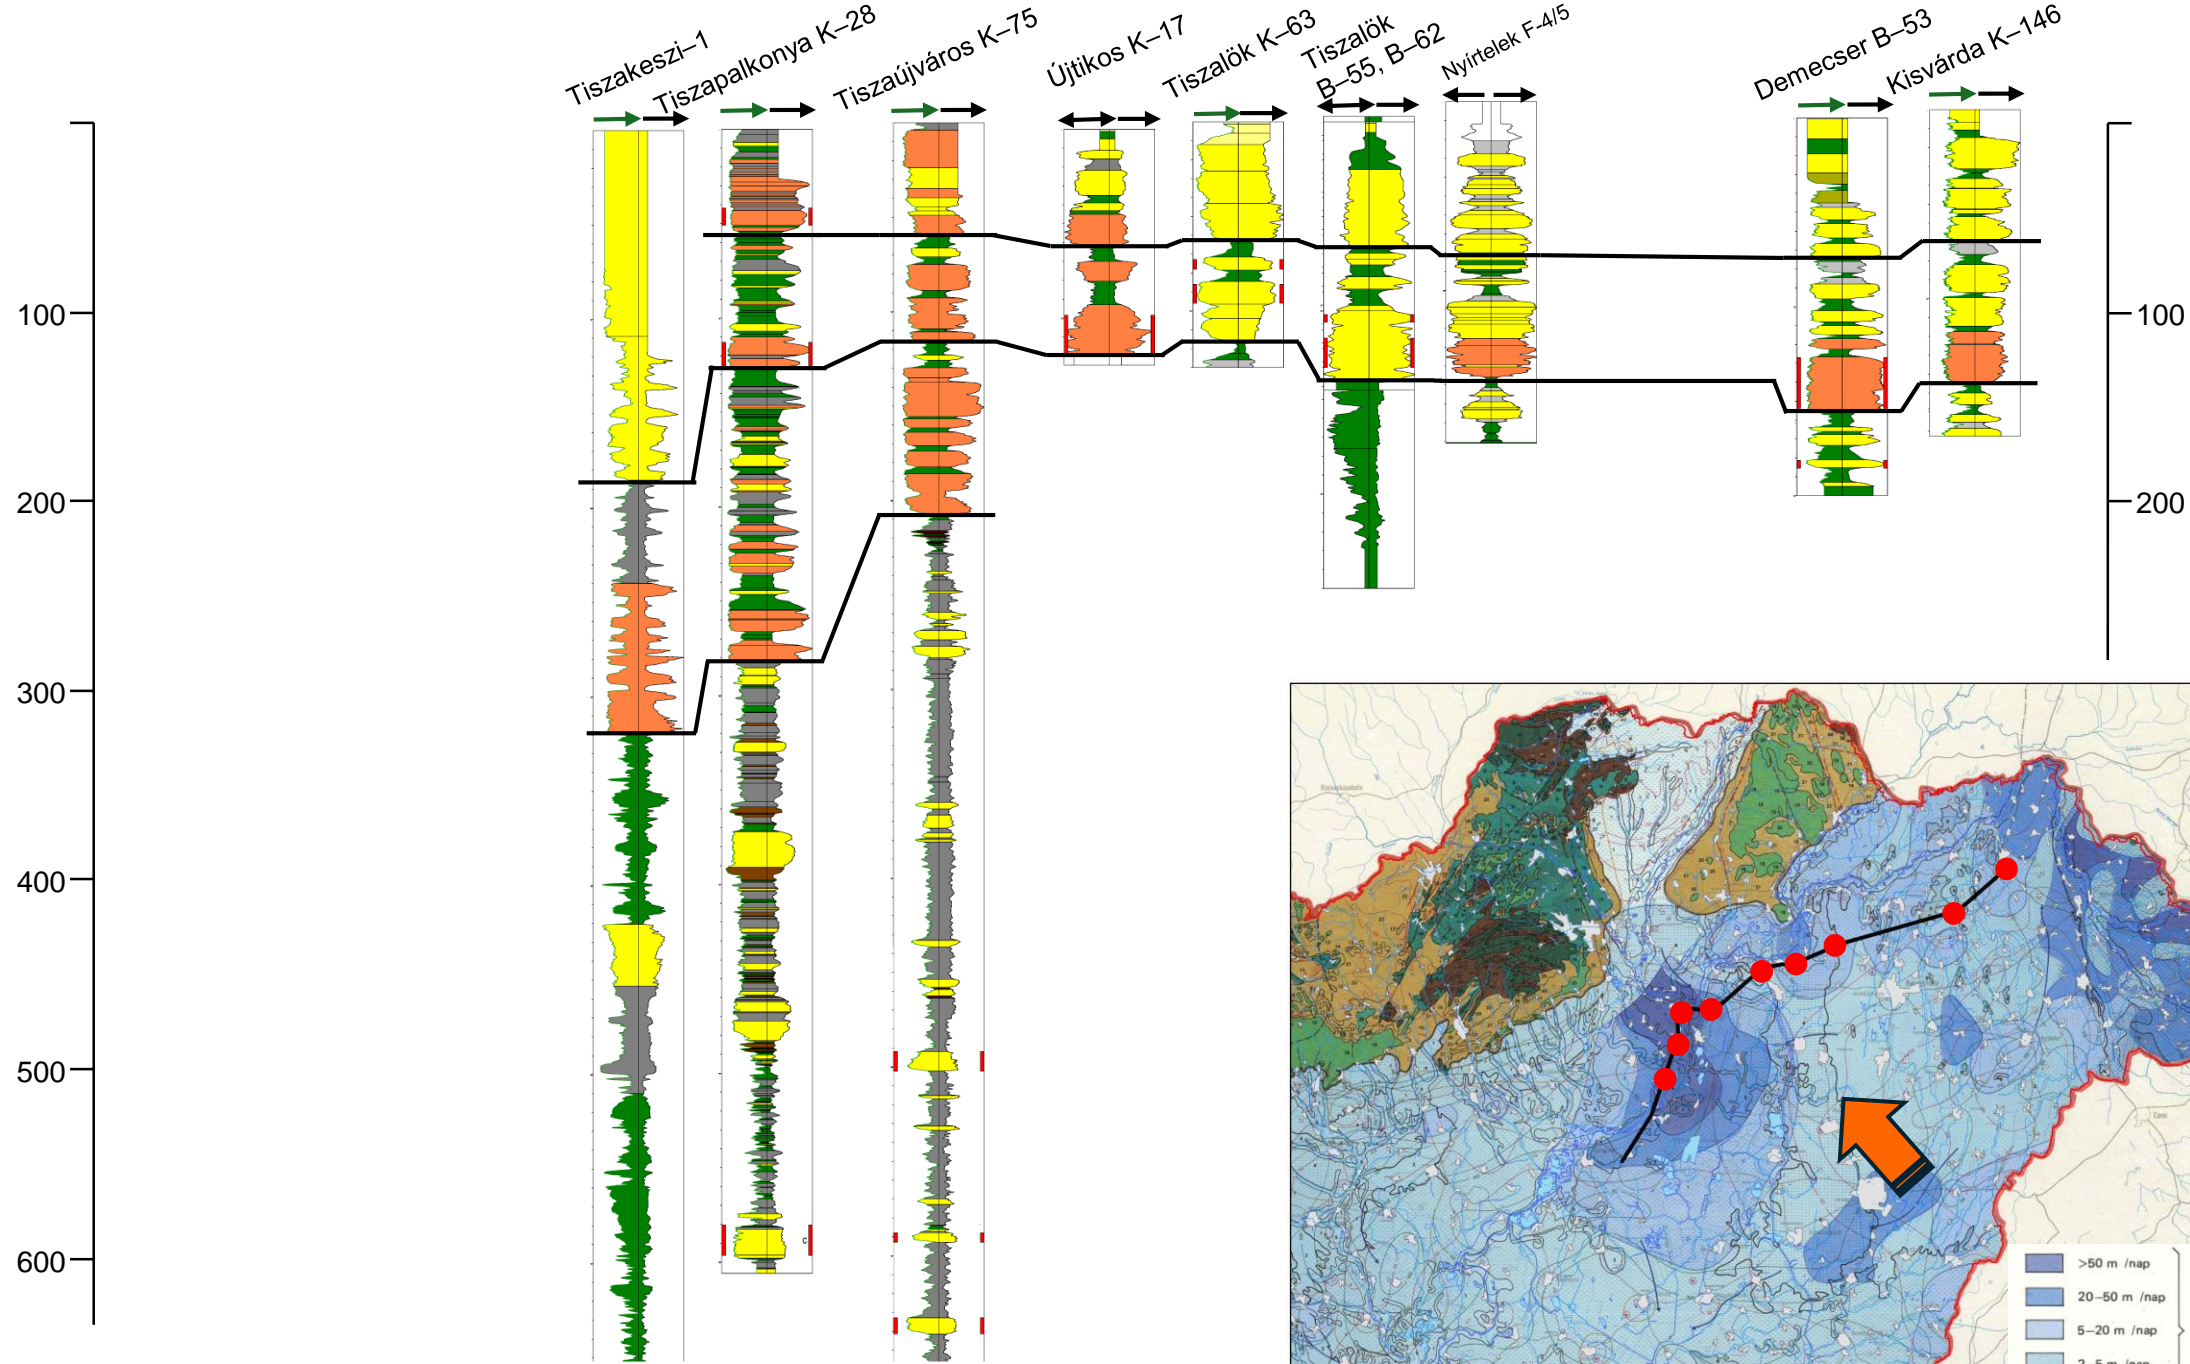 Tiszakeszi–1
Tiszapalkonya K–28
Tiszaújváros K–75
Újtikos K–17
Tiszalök K–63
Tiszalök
B–55, B–62
Nyírtelek F-4/5
Demecser B–53
Kisvárda K–146
100
200
300
400
500
600
100
200
c
>50 m /nap
20–50 m /nap
5–20 m /nap